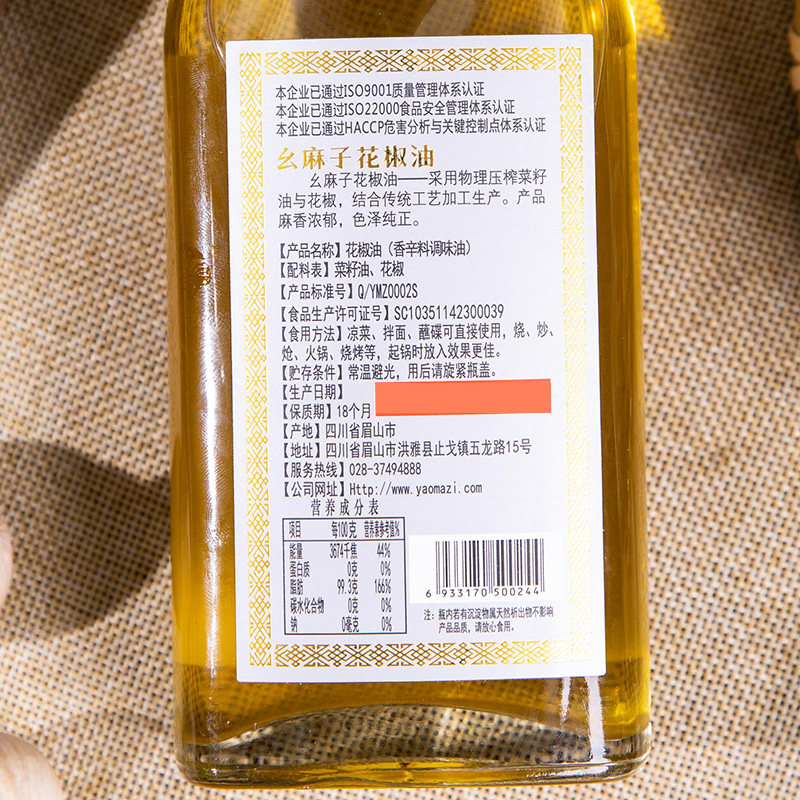 本企业已通过ISO9001质量管理体系认证
本企业已通过ISO22000食品安全管理体系认证
本企业已通过HACCP危害分析与关键控制点体系认证
幺麻子花椒油
幺麻子花椒油——采用物理压榨菜籽
油与花椒，结合传统工艺加工生产。产品
麻香浓郁，色泽纯正。
【产品名称】花椒油（香辛料调味油）
【配料表】菜籽油、花椒
【产品标准号】Q/YMZ0002S
【食品生产许可证号】SC10351142300039
【食用方法】凉菜、拌面、蘸碟可直接使用，烧、炒、
炝、火锅、烧烤等，起锅时放入效果更佳。
【贮存条件】常温避光，用后请旋紧瓶盖。
【生产日期】
【保质期】18个月
【产地】四川省眉山市
【地址】四川省眉山市洪雅县止戈镇五龙路15号
【服务热线】028-37494888
【公司网址】Http://www.yaomazi.com
营养成分表
项目 每100克 营养素参考值%
能量 3674千焦 44%
蛋白质 0克 0%
脂肪 99.3克 166%
碳水化合物 0克 0%
钠 0毫克 0%
6 933170 500244
注：瓶内若有沉淀物属天然析出物不影响
产品品质，请放心食用。